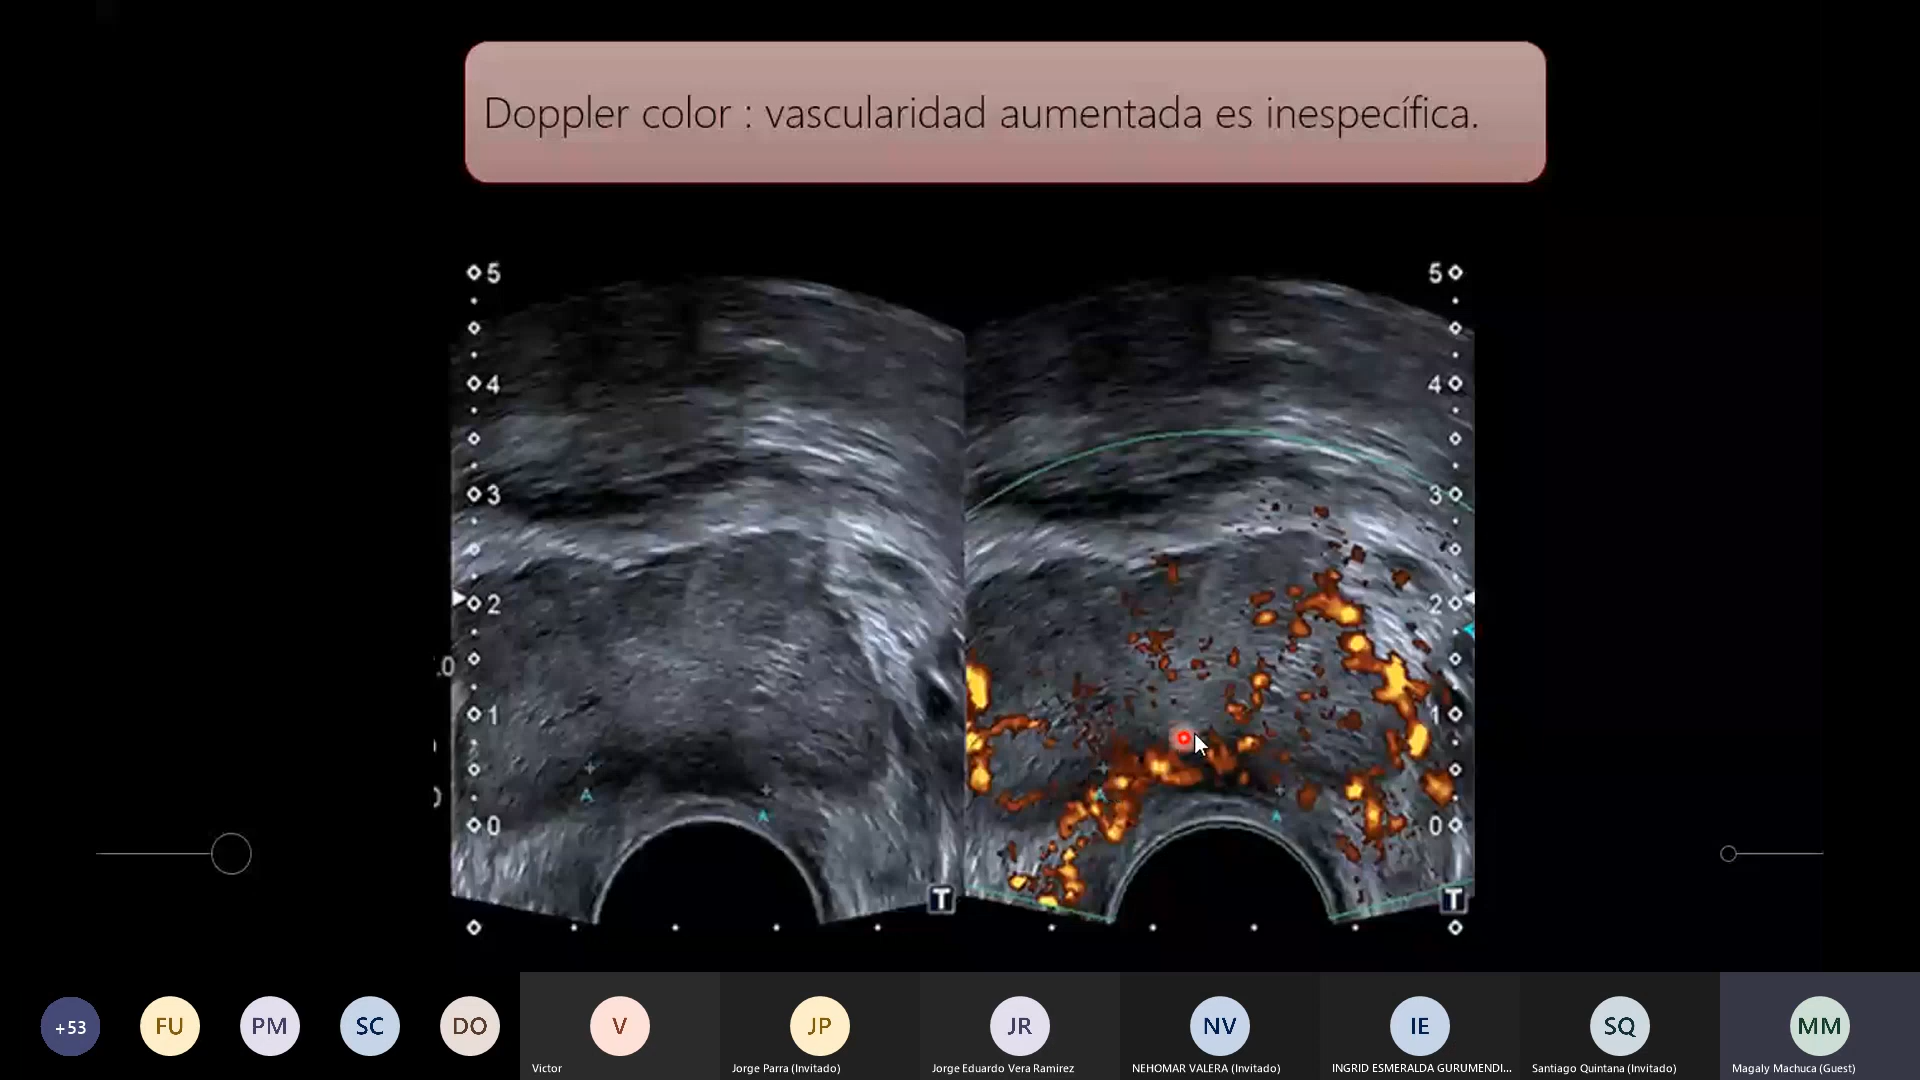 Doppler color : vascularidad aumentada es inespecífica.
5 5
4 4
3 3
2 2
.0
1 1
A A A A
0 0
T T
+53 FU PM SC DO V JP JR NV IE SQ MM
Victor Jorge Parra (Invitado) Jorge Eduardo Vera Ramirez NEHOMAR VALERA (Invitado) INGRID ESMERALDA GURUMENDI... Santiago Quintana (Invitado) Magaly Machuca (Guest)